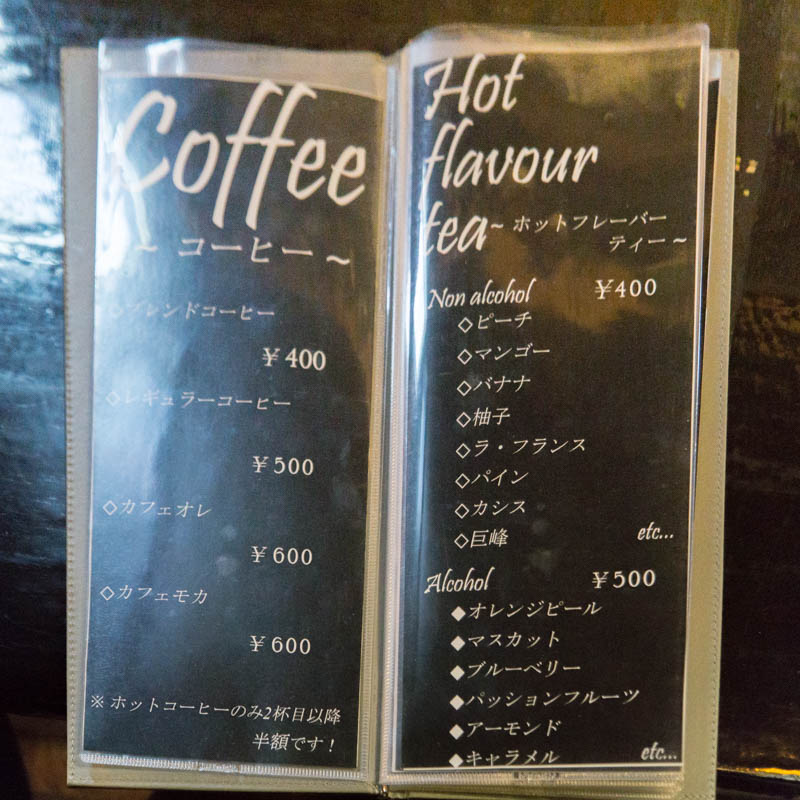 Coffee
~ コーヒー ~
◇ブレンドコーヒー
￥400
◇レギュラーコーヒー
￥500
◇カフェオレ
￥600
◇カフェモカ
￥600
※ ホットコーヒーのみ2杯目以降
半額です！
Hot
flavour
tea~ ホットフレーバー
ティー ~
Non alcohol ￥400
◇ピーチ
◇マンゴー
◇バナナ
◇柚子
◇ラ・フランス
◇パイン
◇カシス
◇巨峰 etc...
Alcohol ￥500
◆オレンジピール
◆マスカット
◆ブルーベリー
◆パッションフルーツ
◆アーモンド
◆キャラメル etc...